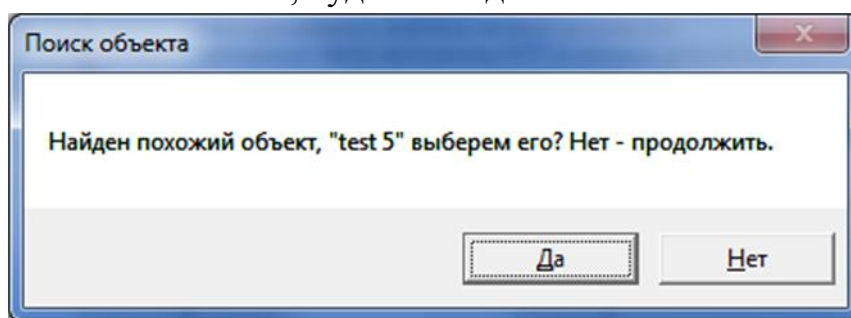 Поиск объекта
Найден похожий объект, "test 5" выберем его? Нет - продолжить.
Да
Нет